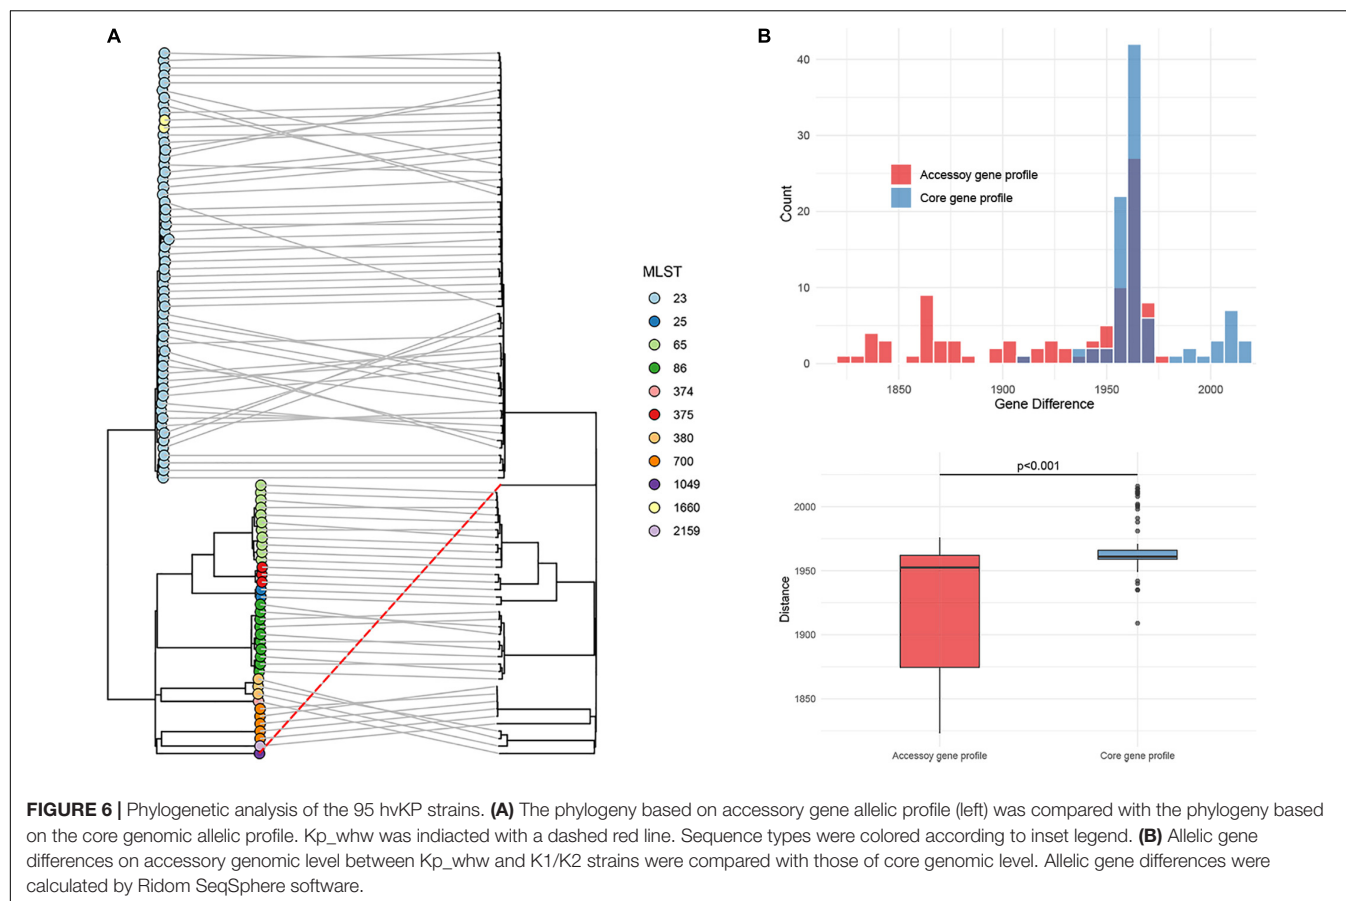 A
MLST
23
25
65
86
374
375
380
700
1049
1660
2159
B
40
30
20
10
0
Count
Accessoy gene profile
Core gene profile
1850 1900 1950 2000
Gene Difference
p<0.001
2000
1950
1900
1850
Distance
Accessoy gene profile Core gene profile
FIGURE 6 | Phylogenetic analysis of the 95 hvKP strains. (A) The phylogeny based on accessory gene allelic profile (left) was compared with the phylogeny based
on the core genomic allelic profile. Kp_whw was indiacted with a dashed red line. Sequence types were colored according to inset legend. (B) Allelic gene
differences on accessory genomic level between Kp_whw and K1/K2 strains were compared with those of core genomic level. Allelic gene differences were
calculated by Ridom SeqSphere software.